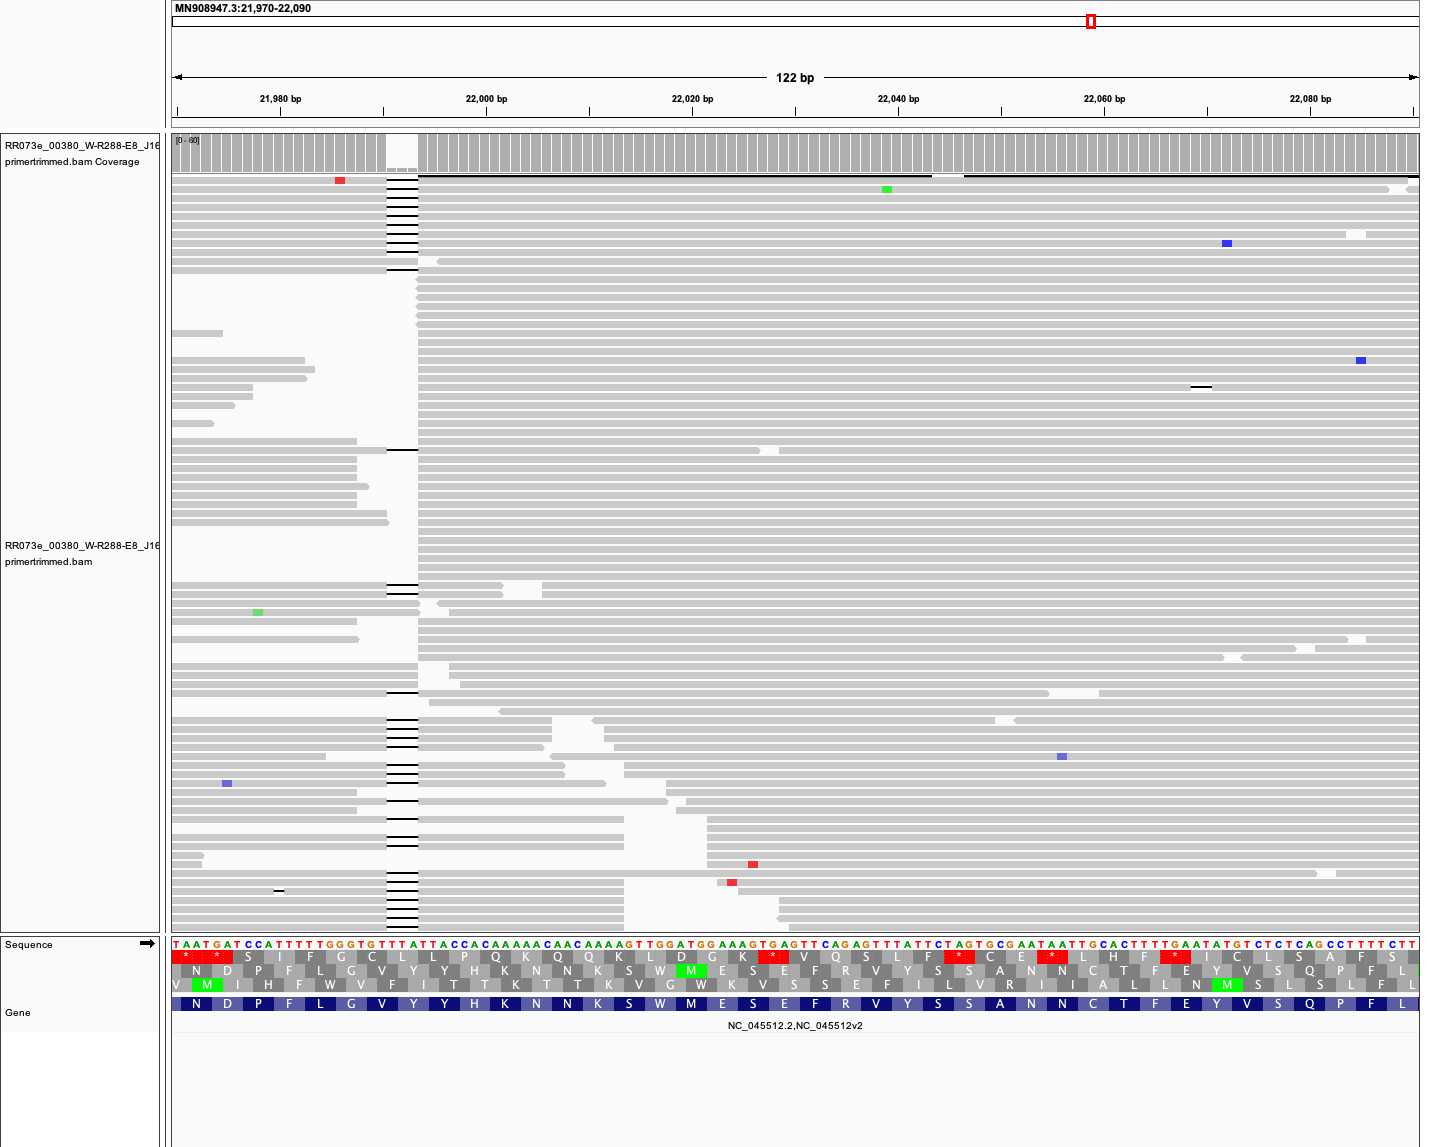 MN908947.3:21,970-22,090
122 bp
21,980 bp 22,000 bp 22,020 bp 22,040 bp 22,060 bp 22,080 bp
RR073e_00380_W-R288-E8_J16
primertrimmed.bam Coverage
[0 - 60]
RR073e_00380_W-R288-E8_J16
primertrimmed.bam
Sequence
T A A T G A T C C A T T T T T G G G T G T T T A T T A C C A C A A A A A C A A C A A A A G T T G G A T G G A A A G T G A G T T C A G A G T T T A T T C T A G T G C G A A T A A T T G C A C T T T T G A A T A T G T C T C T C A G C C T T T T C T T
* * S I F G C L L P Q K Q Q K L D G K * V Q S L F * C E * L H F * I C L S A F S
N D P F L G V Y Y H K N N K S W M E S E F R V Y S S A N N C T F E Y V S Q P F L
V M I H F W V F I T T K T T K V G W K V S S E F I L V R I I A L L N M S L S L F L
Gene
N D P F L G V Y Y H K N N K S W M E S E F R V Y S S A N N C T F E Y V S Q P F L
NC_045512.2,NC_045512v2